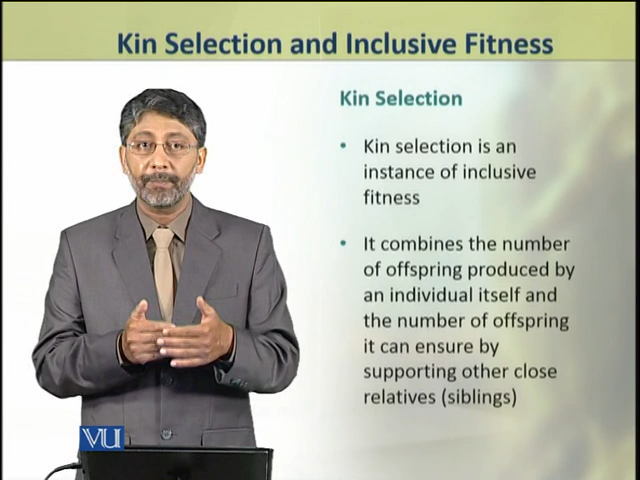 Kin Selection and Inclusive Fitness
Kin Selection
• Kin selection is an
instance of inclusive
fitness
• It combines the number
of offspring produced by
an individual itself and
the number of offspring
it can ensure by
supporting other close
relatives (siblings)
VU